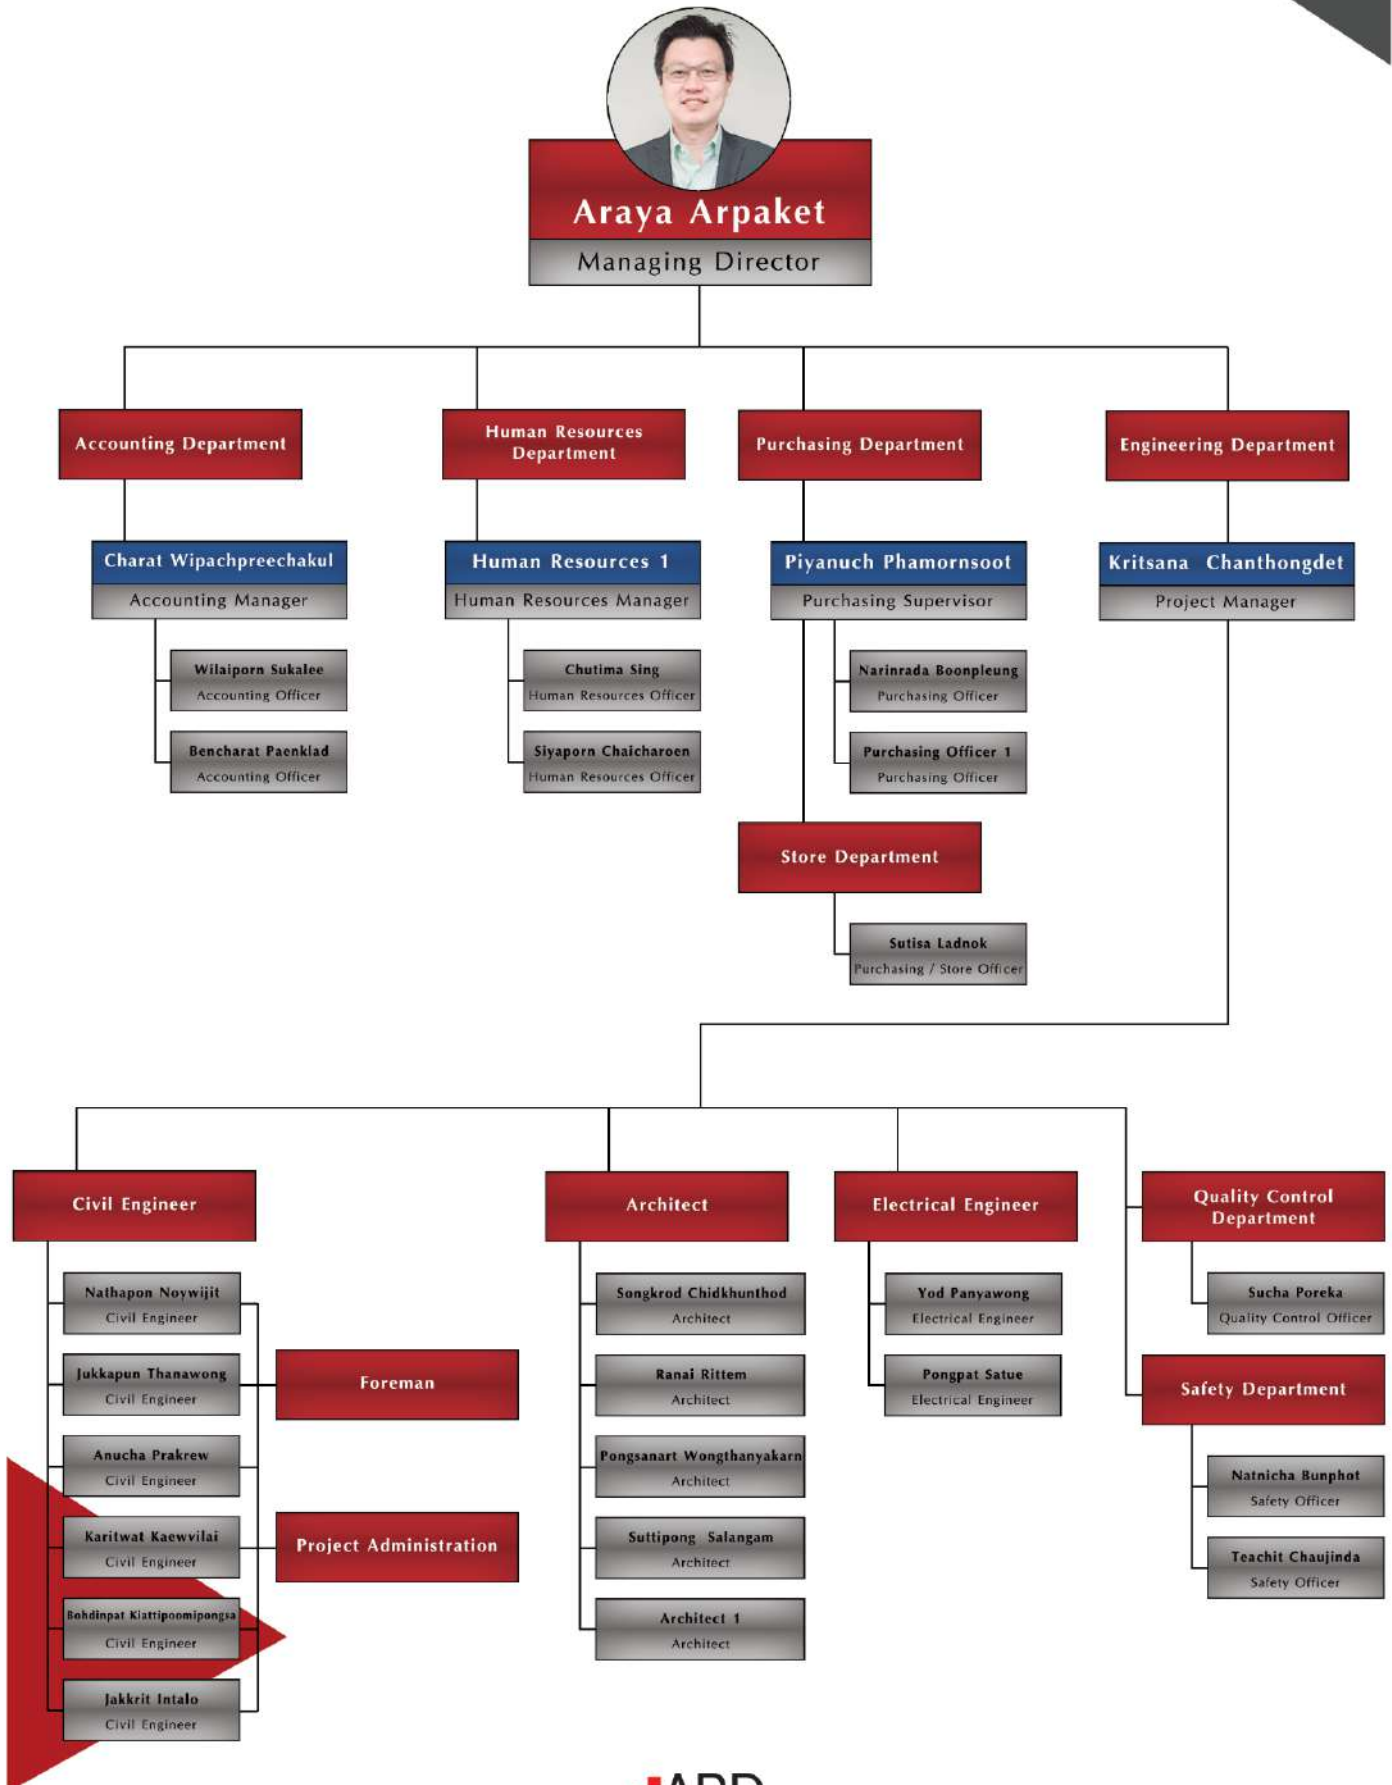 Araya Arpaket
Managing Director
Accounting Department
Human Resources
Department
Purchasing Department
Engineering Department
Charat Wipachpreechakul
Accounting Manager
Human Resources 1
Human Resources Manager
Piyanuch Phamornsoot
Purchasing Supervisor
Kritsana Chanthongdet
Project Manager
Wilaiporn Sukalee
Accounting Officer
Bencharat Paenklad
Accounting Officer
Chutima Sing
Human Resources Officer
Siyaporn Chaicharoen
Human Resources Officer
Narinrada Boonpleung
Purchasing Officer
Purchasing Officer 1
Purchasing Officer
Store Department
Sutisa Ladnok
Purchasing / Store Officer
Civil Engineer
Nathapon Noywijit
Civil Engineer
Jukkapun Thanawong
Civil Engineer
Anucha Prakrew
Civil Engineer
Karitwat Kaewvilai
Civil Engineer
Bohdinpat Kiattipoomipongsa
Civil Engineer
Jakkrit Intalo
Civil Engineer
Foreman
Project Administration
Architect
Songkrod Chidkhunthod
Architect
Ranai Rittem
Architect
Pongsanart Wongthanyakarn
Architect
Suttipong Salangam
Architect
Architect 1
Architect
Electrical Engineer
Yod Panyawong
Electrical Engineer
Pongpat Satue
Electrical Engineer
Quality Control
Department
Sucha Poreka
Quality Control Officer
Safety Department
Natnicha Bunphot
Safety Officer
Teachit Chaujinda
Safety Officer